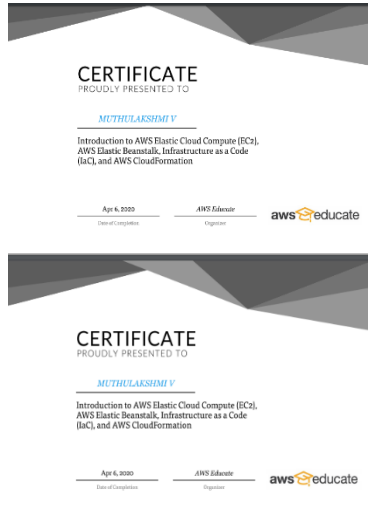 CERTIFICATE
PROUDLY PRESENTED TO
MUTHULAKSHMI V
Introduction to AWS Elastic Cloud Compute (EC2),
AWS Elastic Beanstalk, Infrastructure as a Code
(IaC), and AWS CloudFormation
Apr 6, 2020 AWS Educate
Date of Completion Organizer
aws educate
CERTIFICATE
PROUDLY PRESENTED TO
MUTHULAKSHMI V
Introduction to AWS Elastic Cloud Compute (EC2),
AWS Elastic Beanstalk, Infrastructure as a Code
(IaC), and AWS CloudFormation
Apr 6, 2020 AWS Educate
Date of Completion Organizer
aws educate